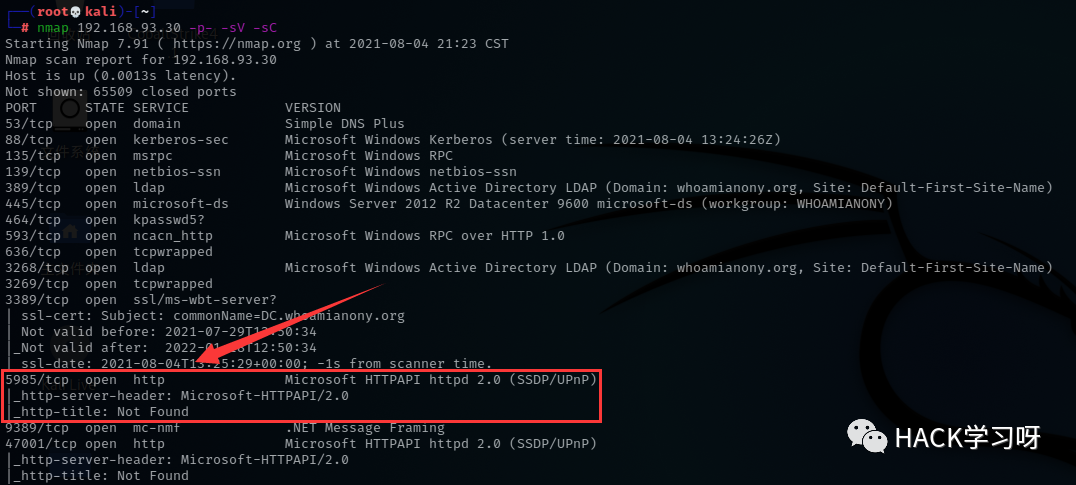 (root💀kali)-[~]
# nmap 192.168.93.30 -p- -sV -sC
Starting Nmap 7.91 ( https://nmap.org ) at 2021-08-04 21:23 CST
Nmap scan report for 192.168.93.30
Host is up (0.0013s latency).
Not shown: 65509 closed ports
PORT STATE SERVICE VERSION
53/tcp open domain Simple DNS Plus
88/tcp open kerberos-sec Microsoft Windows Kerberos (server time: 2021-08-04 13:24:26Z)
135/tcp open msrpc Microsoft Windows RPC
139/tcp open netbios-ssn Microsoft Windows netbios-ssn
389/tcp open ldap Microsoft Windows Active Directory LDAP (Domain: whoamianony.org, Site: Default-First-Site-Name)
445/tcp open microsoft-ds Windows Server 2012 R2 Datacenter 9600 microsoft-ds (workgroup: WHOAMIANONY)
464/tcp open kpasswd5?
593/tcp open ncacn_http Microsoft Windows RPC over HTTP 1.0
636/tcp open tcpwrapped
3268/tcp open ldap Microsoft Windows Active Directory LDAP (Domain: whoamianony.org, Site: Default-First-Site-Name)
3269/tcp open tcpwrapped
3389/tcp open ssl/ms-wbt-server?
| ssl-cert: Subject: commonName=DC.whoamianony.org
| Not valid before: 2021-07-29T12:50:34
|_Not valid after: 2022-01-28T12:50:34
|_ssl-date: 2021-08-04T13:25:29+00:00; -1s from scanner time.
5985/tcp open http Microsoft HTTPAPI httpd 2.0 (SSDP/UPnP)
|_http-server-header: Microsoft-HTTPAPI/2.0
|_http-title: Not Found
9389/tcp open mc-nmf .NET Message Framing
47001/tcp open http Microsoft HTTPAPI httpd 2.0 (SSDP/UPnP)
|_http-server-header: Microsoft-HTTPAPI/2.0
|_http-title: Not Found
HACK学习呀